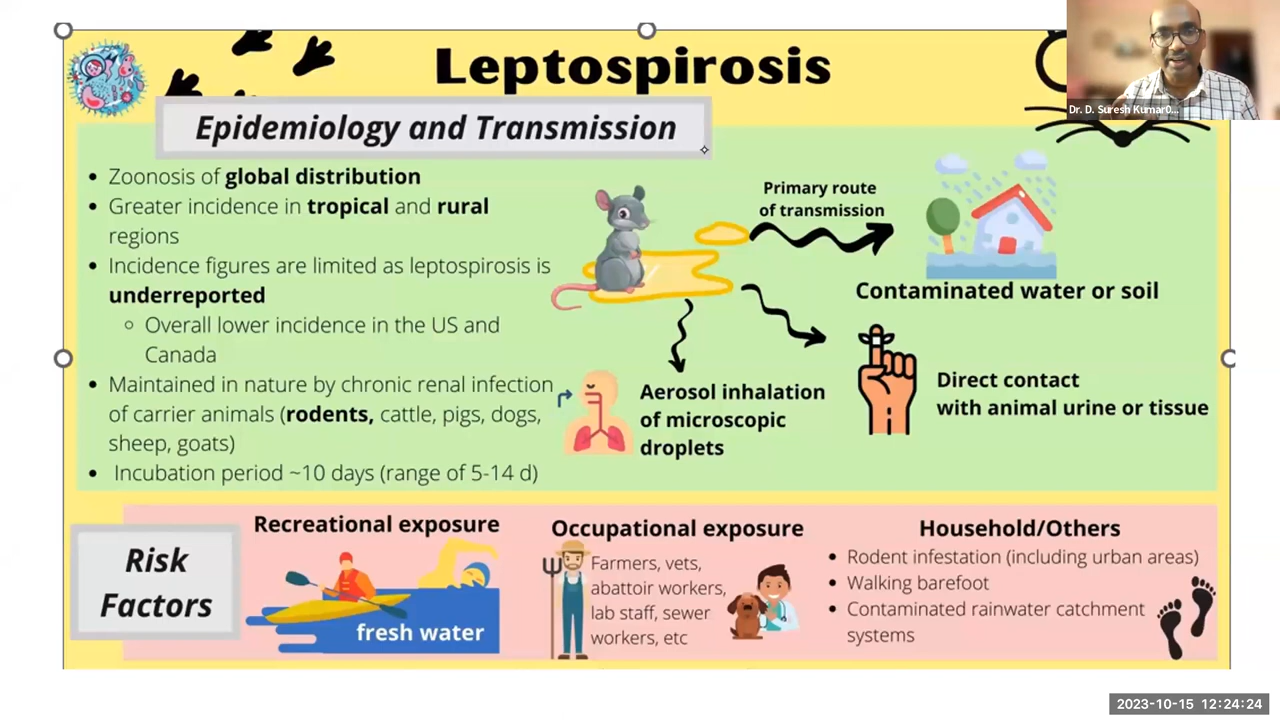 Leptospirosis
Dr. D. Suresh Kumar0...
Epidemiology and Transmission
• Zoonosis of global distribution
• Greater incidence in tropical and rural
regions
• Incidence figures are limited as leptospirosis is
underreported
○ Overall lower incidence in the US and
Canada
• Maintained in nature by chronic renal infection
of carrier animals (rodents, cattle, pigs, dogs,
sheep, goats)
• Incubation period ~10 days (range of 5-14 d)
Primary route
of transmission
Contaminated water or soil
Direct contact
with animal urine or tissue
Aerosol inhalation
of microscopic
droplets
Risk
Factors
Recreational exposure
fresh water
Occupational exposure
Farmers, vets,
abattoir workers,
lab staff, sewer
workers, etc
Household/Others
• Rodent infestation (including urban areas)
• Walking barefoot
• Contaminated rainwater catchment
systems
2023-10-15 12:24:24